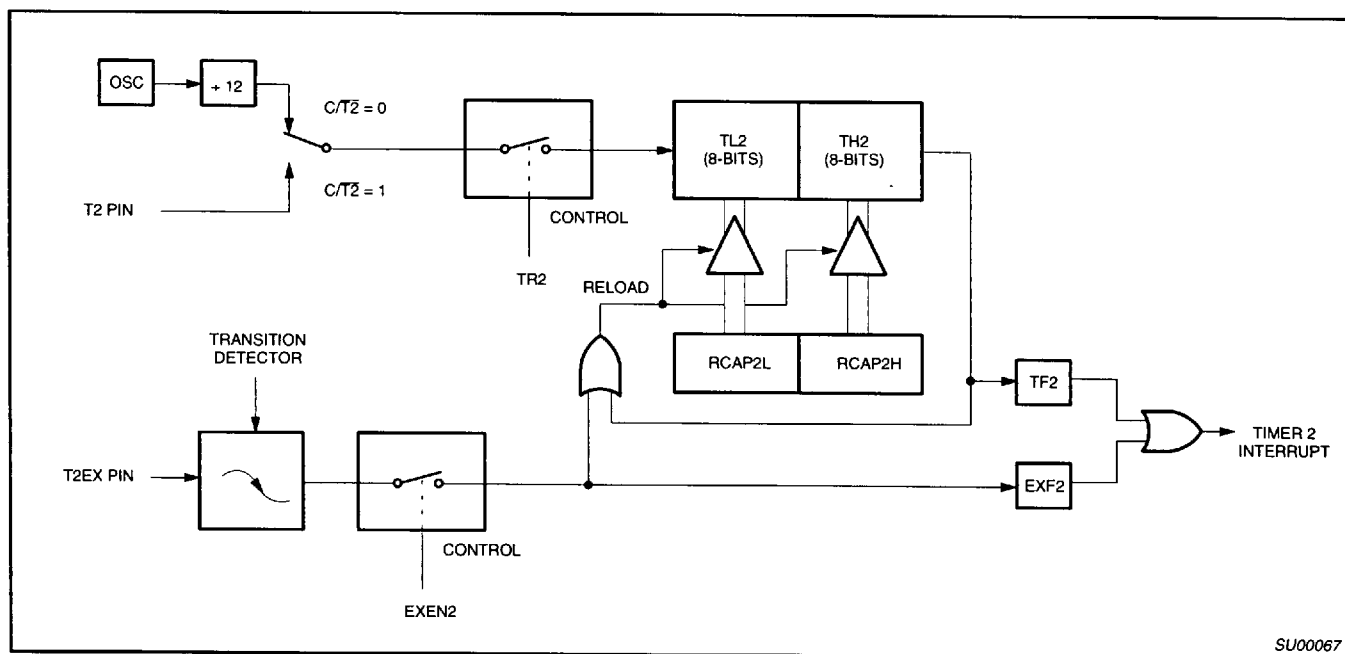 OSC
÷ 12
C/T2̅ = 0
C/T2̅ = 1
T2 PIN
CONTROL
TR2
TL2
(8-BITS)
TH2
(8-BITS)
RELOAD
RCAP2L
RCAP2H
TRANSITION
DETECTOR
T2EX PIN
CONTROL
EXEN2
TF2
EXF2
TIMER 2
INTERRUPT
SU00067